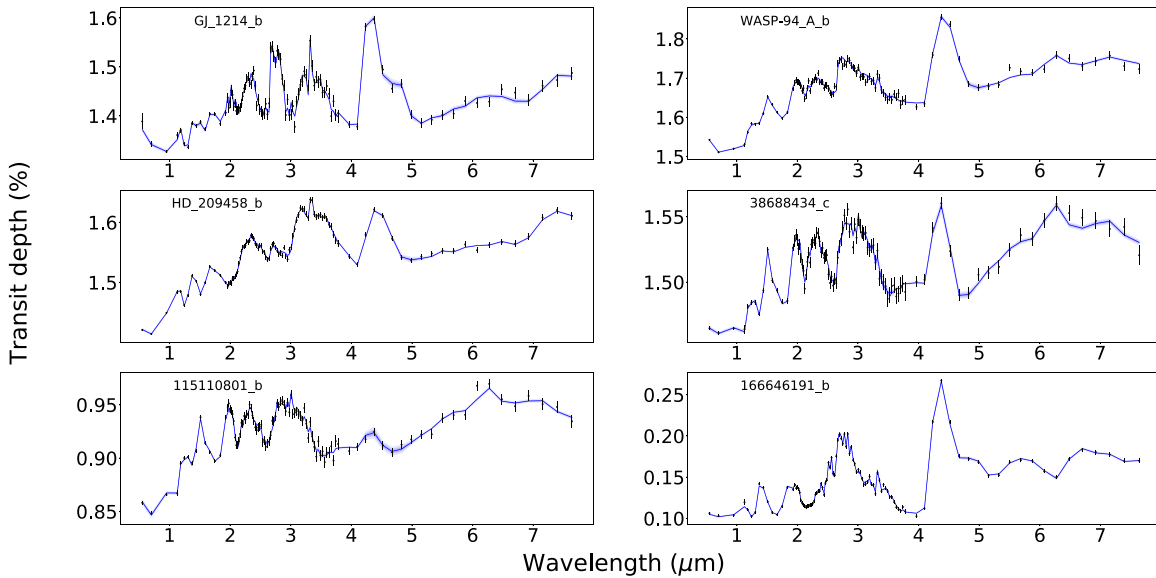 GJ_1214_b
1.6
1.5
1.4
1 2 3 4 5 6 7
WASP-94_A_b
1.8
1.7
1.6
1.5
1 2 3 4 5 6 7
HD_209458_b
1.6
1.5
1 2 3 4 5 6 7
38688434_c
1.55
1.50
1 2 3 4 5 6 7
115110801_b
0.95
0.90
0.85
1 2 3 4 5 6 7
166646191_b
0.25
0.20
0.15
0.10
1 2 3 4 5 6 7
Transit depth (%)
Wavelength (μm)